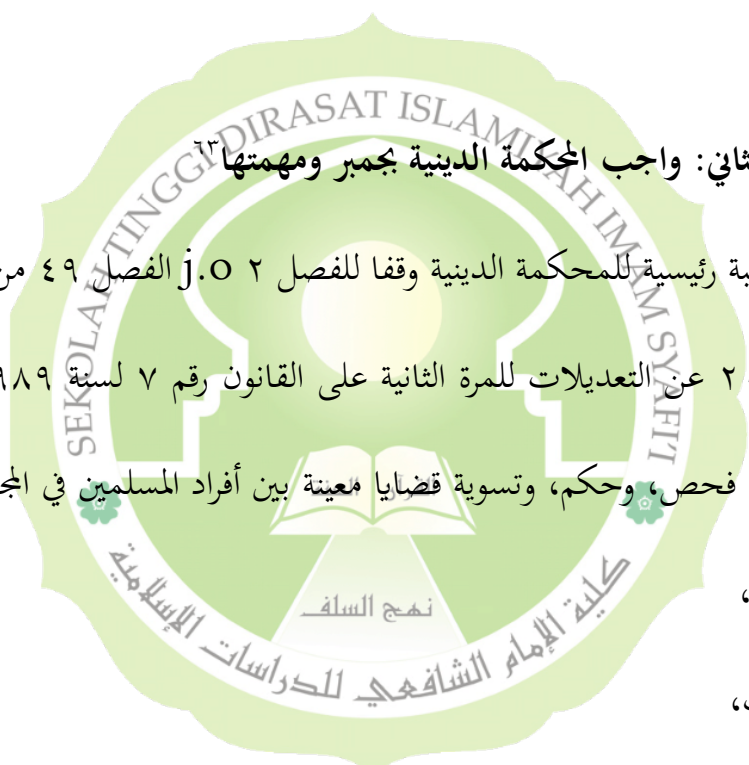 ثاني: واجب المحكمة الدينية بجمبر ومهمتها٦٣
بة رئيسية للمحكمة الدينية وقفا للفصل ٢ j.o الفصل ٤٩ من
٢ عن التعديلات للمرة الثانية على القانون رقم ٧ لسنة ٩٨٩
فحص، وحكم، وتسوية قضايا معينة بين أفراد المسلمين في المج
،
،
SEKOLAH TINGGI DIRASAT ISLAMIYAH IMAM SYAFI'I
نهج السلف
كلية الإمام الشافعي للدراسات الإسلامية